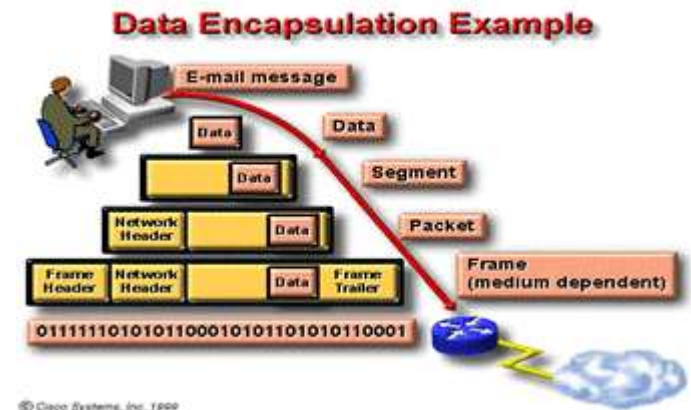 Data Encapsulation Example
E-mail message
Data
Data
Data
Segment
Network
Header
Data
Packet
Frame
Header
Network
Header
Data
Frame
Trailer
Frame
(medium dependent)
0111111010101100010101101010110001
© Cisco Systems, Inc. 1999